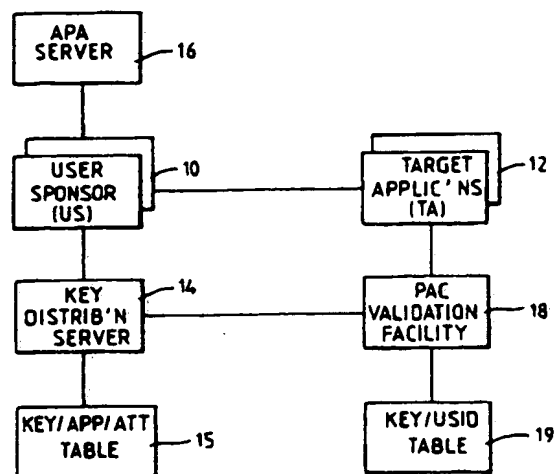 APA
SERVER
16
USER
SPONSOR
(US)
10
TARGET
APPLIC'NS
(TA)
12
KEY
DISTRIB'N
SERVER
14
PAC
VALIDATION
FACILITY
18
KEY/APP/ATT
TABLE
15
KEY/USID
TABLE
19